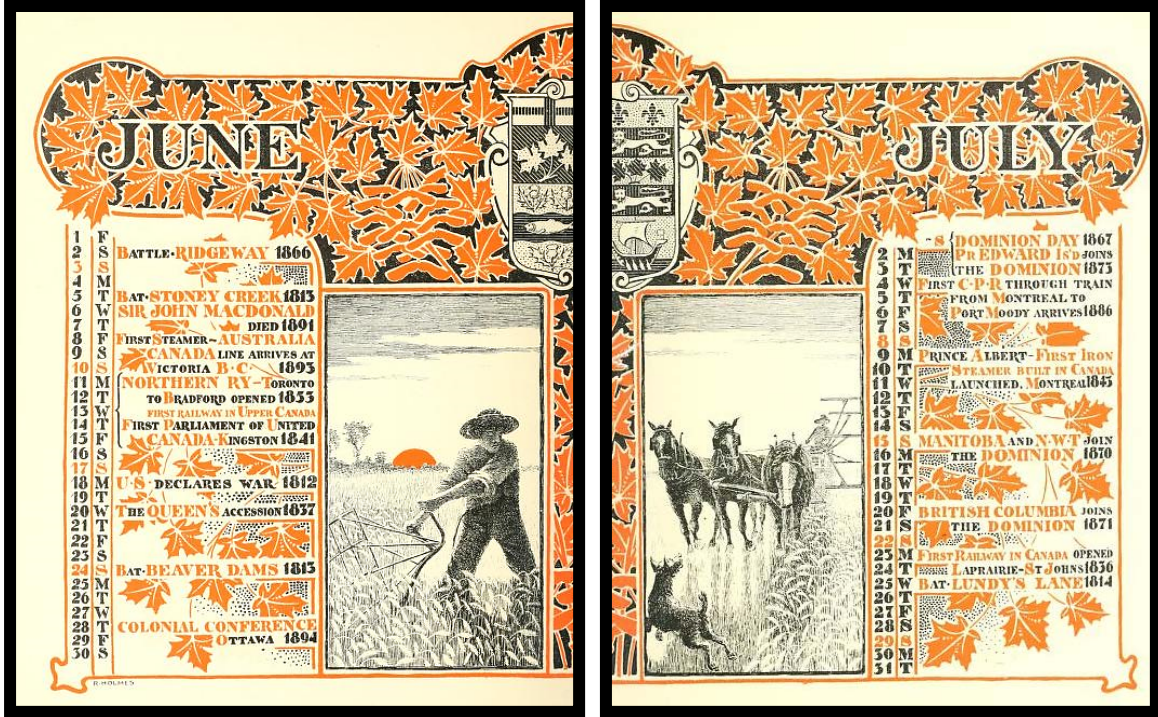 JUNE
1 F
2 S BATTLE·RIDGEWAY 1866
3 S
4 M
5 T BAT·STONEY CREEK 1813
6 W SIR JOHN MACDONALD
7 T DIED 1891
8 F FIRST STEAMER–AUSTRALIA
9 S CANADA LINE ARRIVES AT
10 S VICTORIA B·C· 1893
11 M NORTHERN RY–TORONTO
12 T TO BRADFORD OPENED 1853
13 W FIRST RAILWAY IN UPPER CANADA
14 T FIRST PARLIAMENT OF UNITED
15 F CANADA·KINGSTON 1841
16 S
17 S
18 M U·S· DECLARES WAR 1812
19 T
20 W THE QUEEN'S ACCESSION 1837
21 T
22 F
23 S
24 S BAT·BEAVER DAMS 1813
25 M
26 T
27 W
28 T COLONIAL CONFERENCE
29 F OTTAWA 1894
30 S
R·HOLMES
JULY
S DOMINION DAY 1867
2 M PR EDWARD IS'D JOINS
3 T THE DOMINION 1873
4 W FIRST C·P·R THROUGH TRAIN
5 T FROM MONTREAL TO
6 F PORT MOODY ARRIVES 1886
7 S
8 S
9 M PRINCE ALBERT–FIRST IRON
10 T STEAMER BUILT IN CANADA
11 W LAUNCHED, MONTREAL 1843
12 T
13 F
14 S
15 S MANITOBA AND N·W·T JOIN
16 M THE DOMINION 1870
17 T
18 W
19 T
20 F BRITISH COLUMBIA JOINS
21 S THE DOMINION 1871
22 S
23 M FIRST RAILWAY IN CANADA OPENED
24 T LAPRAIRIE–ST JOHNS 1836
25 W BAT·LUNDY'S LANE 1814
26 T
27 F
28 S
29 S
30 M
31 T